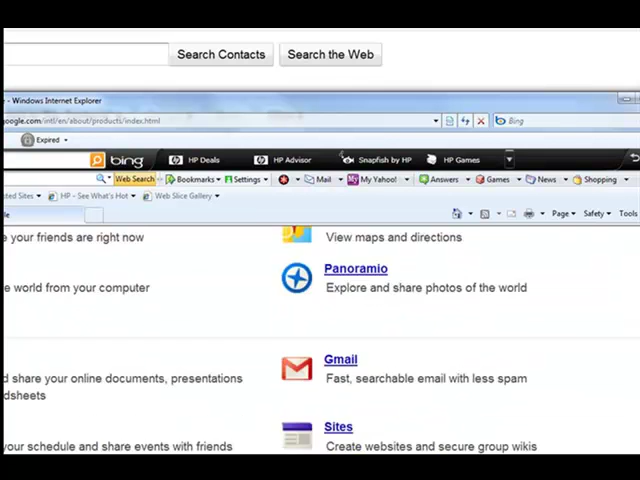 Search Contacts Search the Web
e - Windows Internet Explorer
google.com/intl/en/about/products/index.html Bing
Expired
bing HP Deals HP Advisor Snapfish by HP HP Games
Web Search Bookmarks Settings Mail My Yahoo! Answers Games News Shopping
ted Sites HP - See What's Hot Web Slice Gallery
le
Page Safety Tools
e your friends are right now View maps and directions
Panoramio
he world from your computer Explore and share photos of the world
Gmail
d share your online documents, presentations Fast, searchable email with less spam
dsheets
Sites
your schedule and share events with friends Create websites and secure group wikis